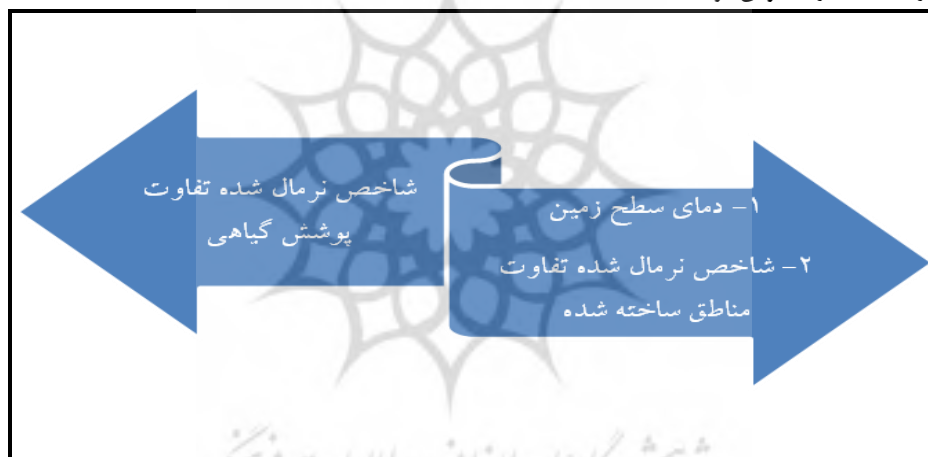 شاخص نرمال شده تفاوت
پوشش گیاهی
۱- دمای سطح زمین
۲- شاخص نرمال شده تفاوت
مناطق ساخته شده